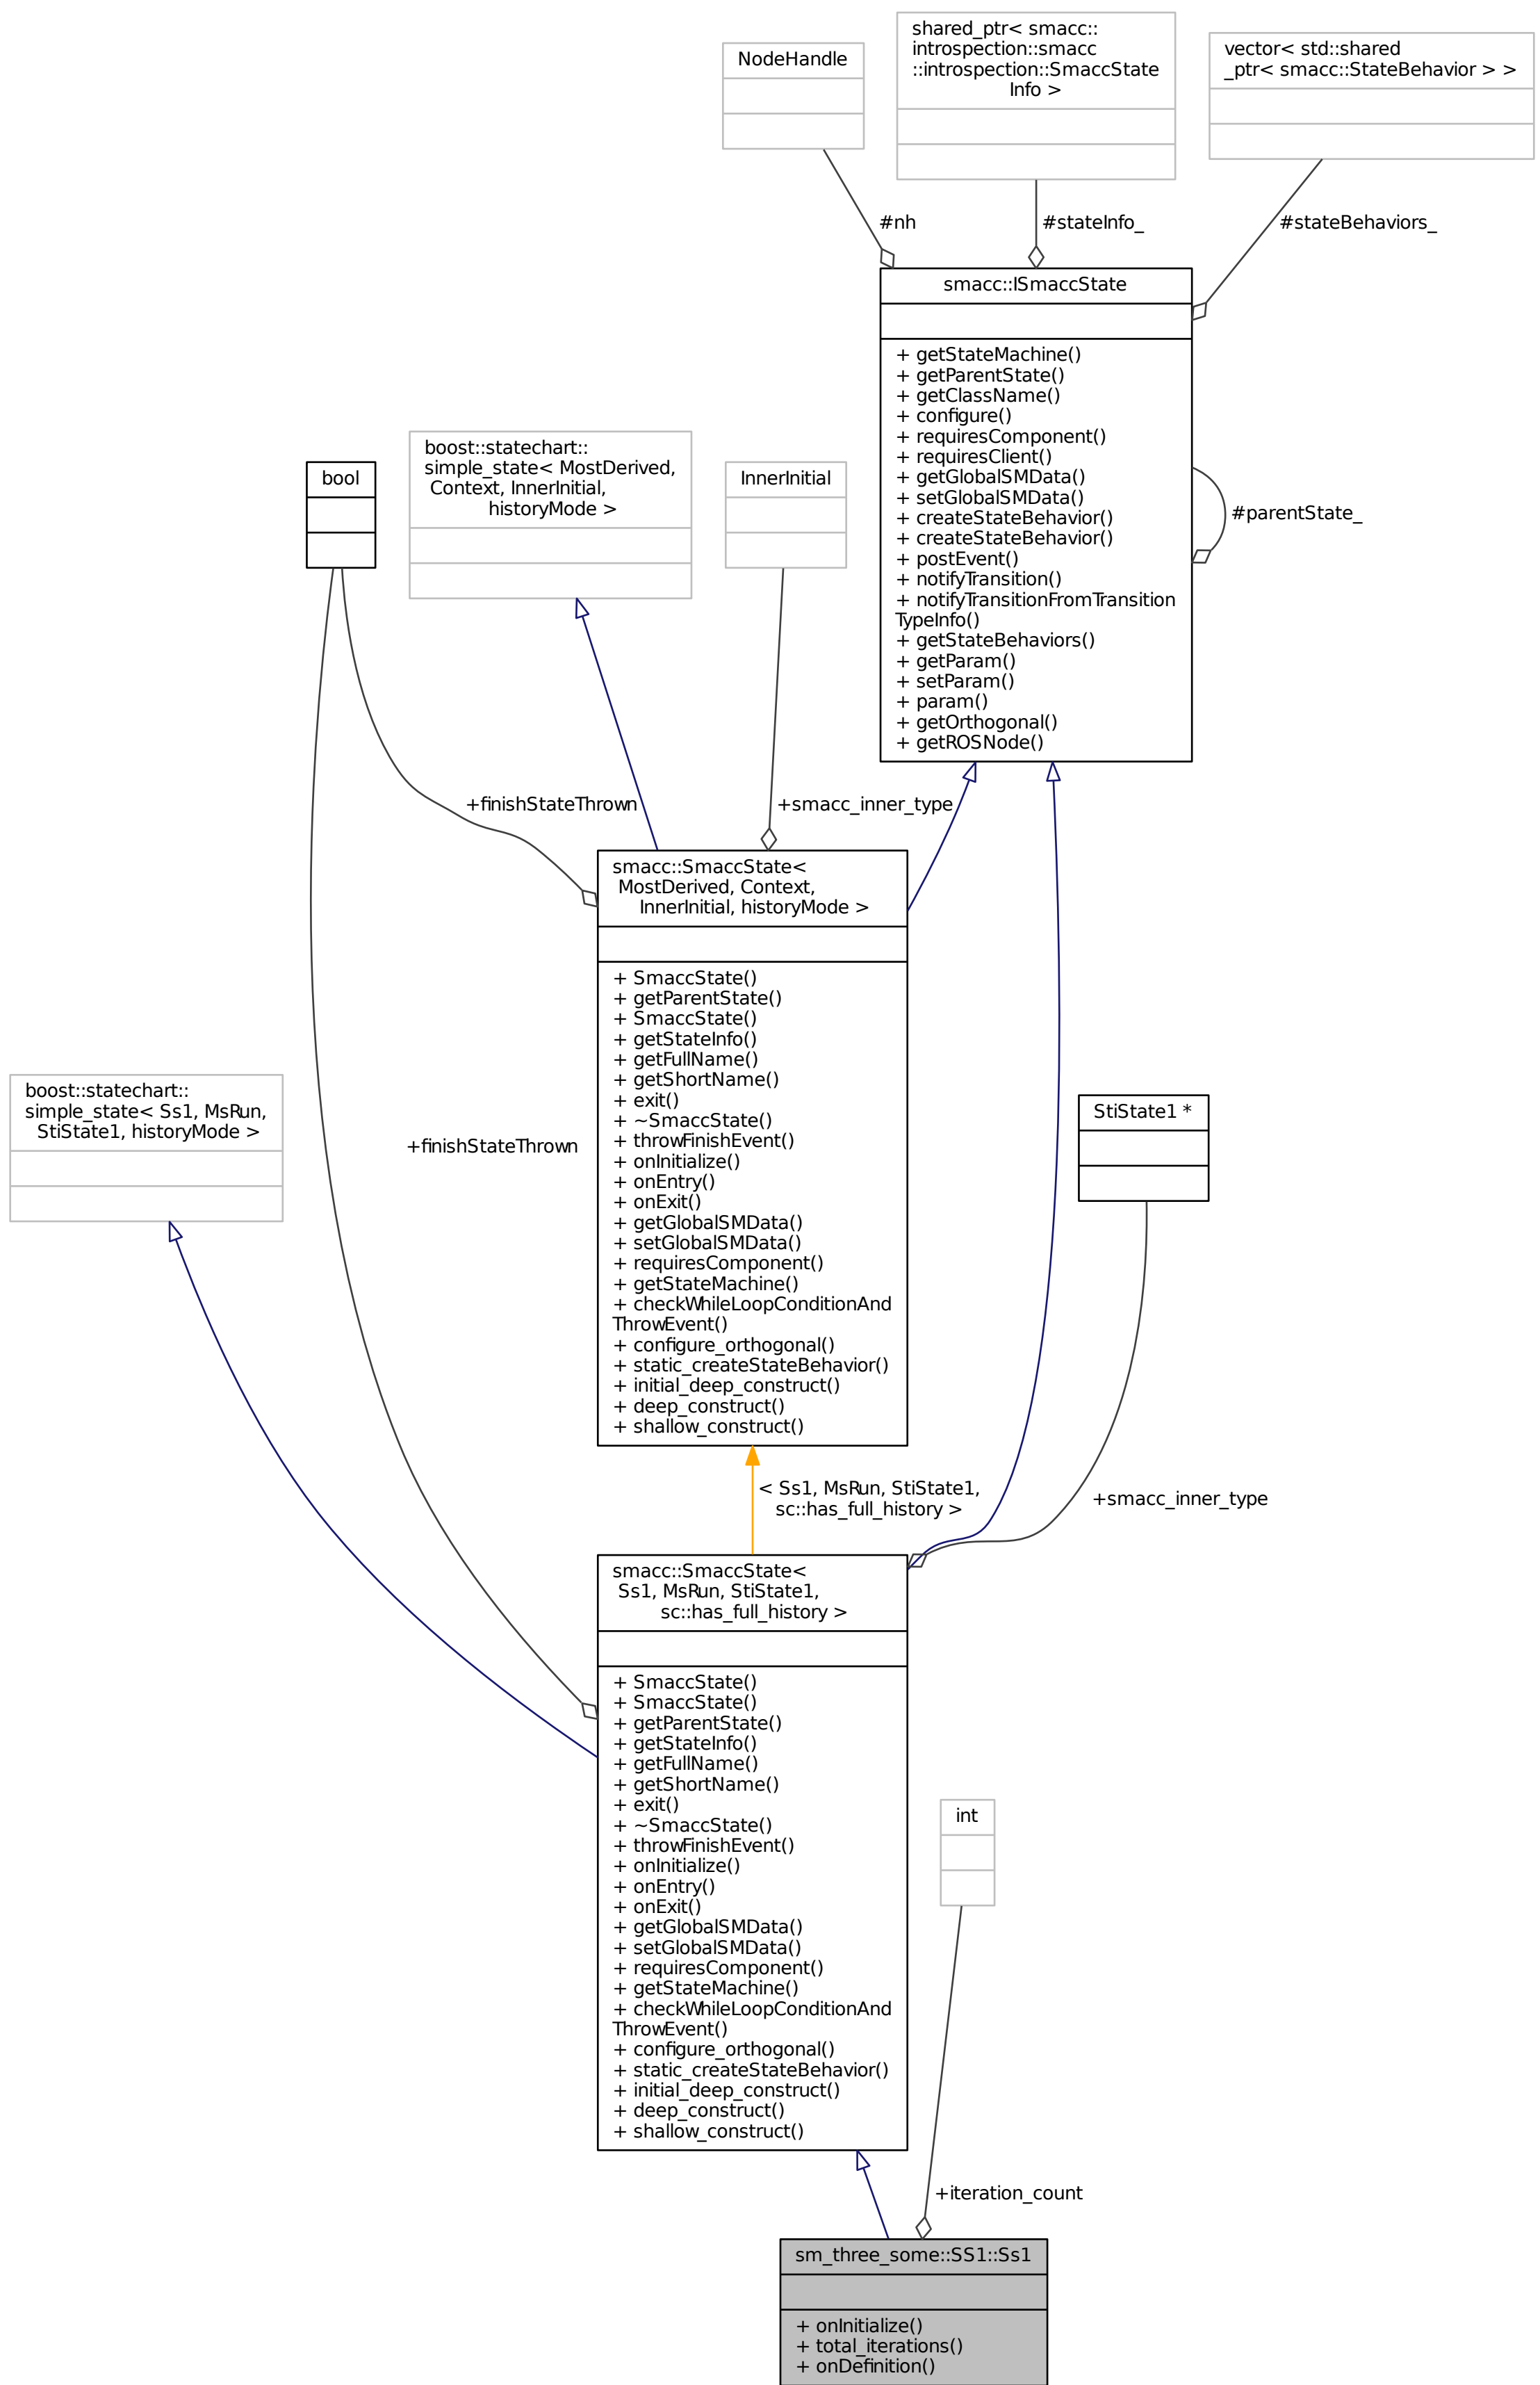 NodeHandle
shared_ptr< smacc::
introspection::smacc
::introspection::SmaccState
Info >
vector< std::shared
_ptr< smacc::StateBehavior > >
#nh
#stateInfo_
#stateBehaviors_
smacc::ISmaccState
+ getStateMachine()
+ getParentState()
+ getClassName()
+ configure()
+ requiresComponent()
+ requiresClient()
+ getGlobalSMData()
+ setGlobalSMData()
+ createStateBehavior()
+ createStateBehavior()
+ postEvent()
+ notifyTransition()
+ notifyTransitionFromTransition
TypeInfo()
+ getStateBehaviors()
+ getParam()
+ setParam()
+ param()
+ getOrthogonal()
+ getROSNode()
#parentState_
bool
boost::statechart::
simple_state< MostDerived,
Context, InnerInitial,
historyMode >
InnerInitial
+finishStateThrown
+smacc_inner_type
smacc::SmaccState<
MostDerived, Context,
InnerInitial, historyMode >
+ SmaccState()
+ getParentState()
+ SmaccState()
+ getStateInfo()
+ getFullName()
+ getShortName()
+ exit()
+ ~SmaccState()
+ throwFinishEvent()
+ onInitialize()
+ onEntry()
+ onExit()
+ getGlobalSMData()
+ setGlobalSMData()
+ requiresComponent()
+ getStateMachine()
+ checkWhileLoopConditionAnd
ThrowEvent()
+ configure_orthogonal()
+ static_createStateBehavior()
+ initial_deep_construct()
+ deep_construct()
+ shallow_construct()
boost::statechart::
simple_state< Ss1, MsRun,
StiState1, historyMode >
+finishStateThrown
StiState1 *
< Ss1, MsRun, StiState1,
sc::has_full_history >
+smacc_inner_type
smacc::SmaccState<
Ss1, MsRun, StiState1,
sc::has_full_history >
+ SmaccState()
+ SmaccState()
+ getParentState()
+ getStateInfo()
+ getFullName()
+ getShortName()
+ exit()
+ ~SmaccState()
+ throwFinishEvent()
+ onInitialize()
+ onEntry()
+ onExit()
+ getGlobalSMData()
+ setGlobalSMData()
+ requiresComponent()
+ getStateMachine()
+ checkWhileLoopConditionAnd
ThrowEvent()
+ configure_orthogonal()
+ static_createStateBehavior()
+ initial_deep_construct()
+ deep_construct()
+ shallow_construct()
int
+iteration_count
sm_three_some::SS1::Ss1
+ onInitialize()
+ total_iterations()
+ onDefinition()